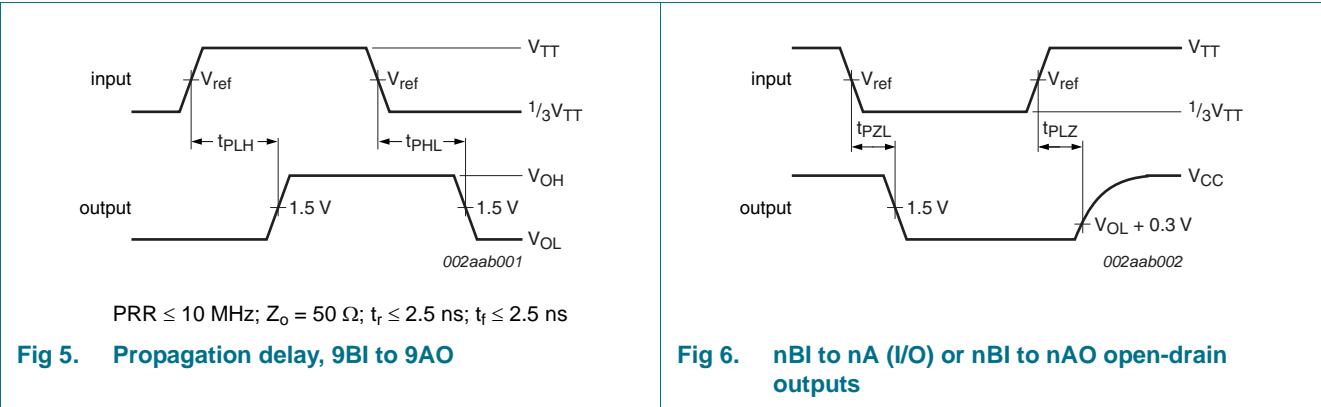 input
V_ref
V_ref
V_TT
1/3V_TT
t_PLH
t_PHL
output
1.5 V
1.5 V
V_OH
V_OL
002aab001
PRR ≤ 10 MHz; Z_o = 50 Ω; t_r ≤ 2.5 ns; t_f ≤ 2.5 ns
Fig 5. Propagation delay, 9BI to 9AO
input
V_ref
V_ref
V_TT
1/3V_TT
t_PZL
t_PLZ
output
1.5 V
V_CC
V_OL + 0.3 V
002aab002
Fig 6. nBI to nA (I/O) or nBI to nAO open-drain
outputs